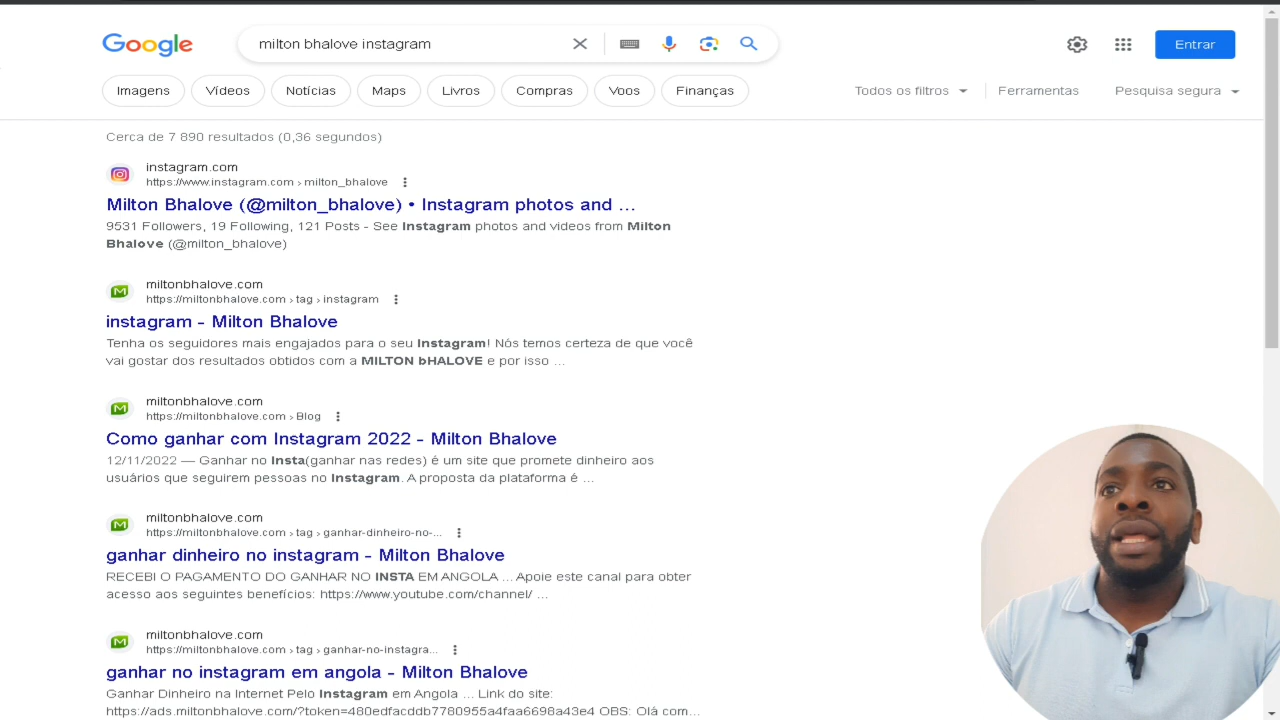 Google
milton bhalove instagram
Entrar
Imagens Vídeos Notícias Maps Livros Compras Voos Finanças
Todos os filtros Ferramentas Pesquisa segura
Cerca de 7 890 resultados (0,36 segundos)
instagram.com
https://www.instagram.com › milton_bhalove
Milton Bhalove (@milton_bhalove) • Instagram photos and ...
9531 Followers, 19 Following, 121 Posts - See Instagram photos and videos from Milton
Bhalove (@milton_bhalove)
miltonbhalove.com
https://miltonbhalove.com › tag › instagram
instagram - Milton Bhalove
Tenha os seguidores mais engajados para o seu Instagram! Nós temos certeza de que você
vai gostar dos resultados obtidos com a MILTON bHALOVE e por isso ...
miltonbhalove.com
https://miltonbhalove.com › Blog
Como ganhar com Instagram 2022 - Milton Bhalove
12/11/2022 — Ganhar no Insta(ganhar nas redes) é um site que promete dinheiro aos
usuários que seguirem pessoas no Instagram. A proposta da plataforma é ...
miltonbhalove.com
https://miltonbhalove.com › tag › ganhar-dinheiro-no-...
ganhar dinheiro no instagram - Milton Bhalove
RECEBI O PAGAMENTO DO GANHAR NO INSTA EM ANGOLA ... Apoie este canal para obter
acesso aos seguintes benefícios: https://www.youtube.com/channel/ ...
miltonbhalove.com
https://miltonbhalove.com › tag › ganhar-no-instagra...
ganhar no instagram em angola - Milton Bhalove
Ganhar Dinheiro na Internet Pelo Instagram em Angola ... Link do site:
https://ads.miltonbhalove.com/?token=480edfacddb7780955a4faa6698a43e4 OBS: Olá com...